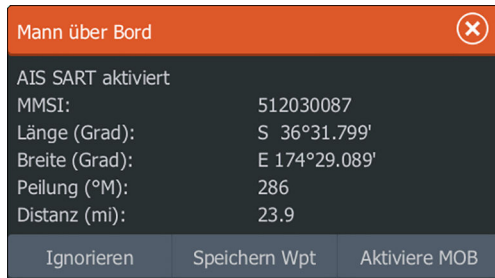 Mann über Bord
AIS SART aktiviert
MMSI: 512030087
Länge (Grad): S 36°31.799'
Breite (Grad): E 174°29.089'
Peilung (°M): 286
Distanz (mi): 23.9
Ignorieren Speichern Wpt Aktiviere MOB